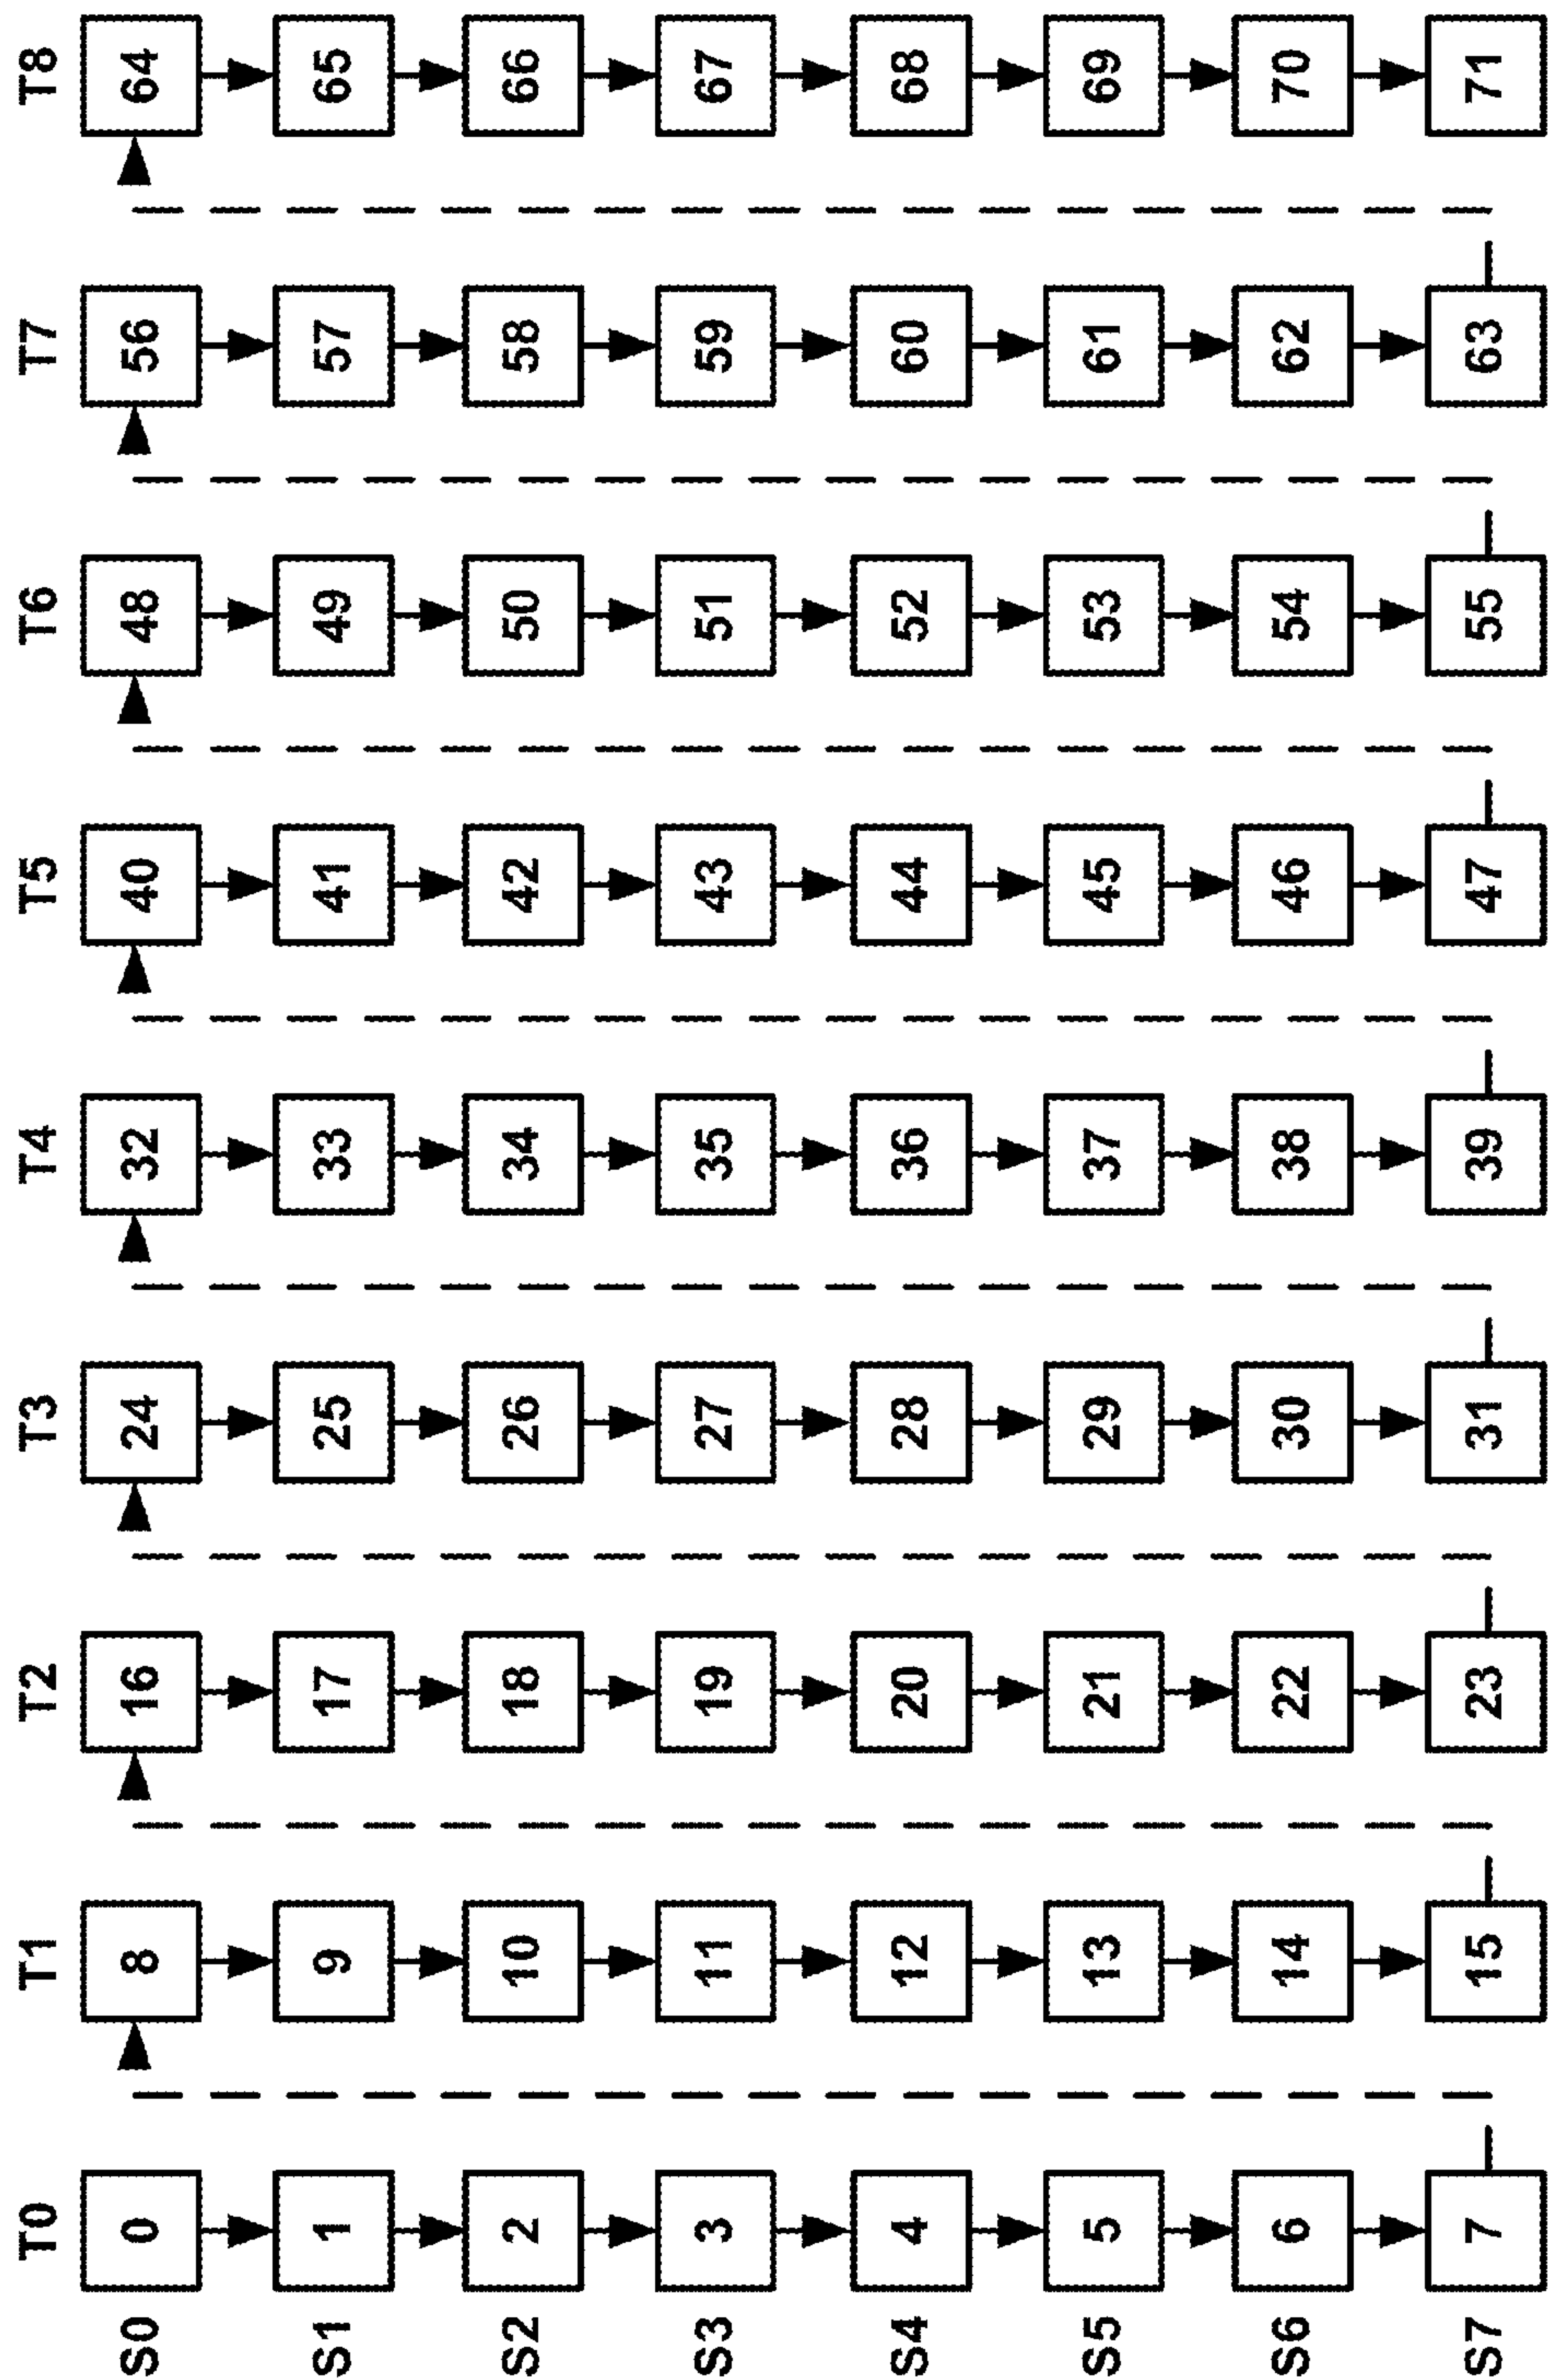 T0 T1 T2 T3 T4 T5 T6 T7 T8
S0 0 8 16 24 32 40 48 56 64
S1 1 9 17 25 33 41 49 57 65
S2 2 10 18 26 34 42 50 58 66
S3 3 11 19 27 35 43 51 59 67
S4 4 12 20 28 36 44 52 60 68
S5 5 13 21 29 37 45 53 61 69
S6 6 14 22 30 38 46 54 62 70
S7 7 15 23 31 39 47 55 63 71